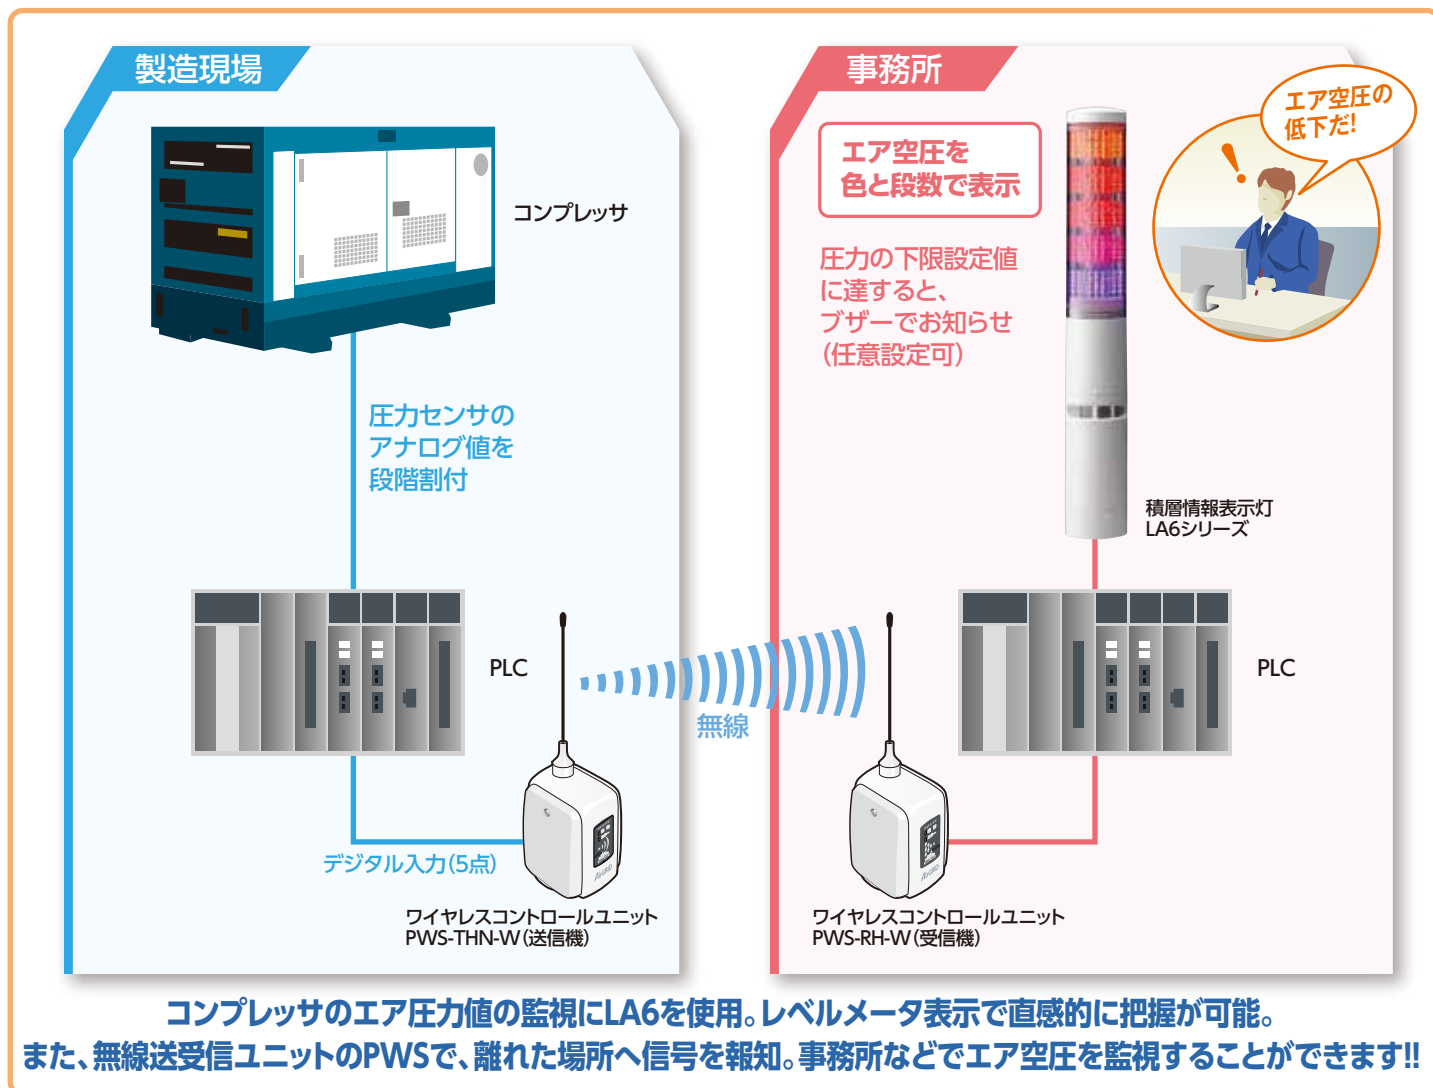 製造現場
コンプレッサ
圧力センサの
アナログ値を
段階割付
PLC
デジタル入力(5点)
ワイヤレスコントロールユニット
PWS-THN-W(送信機)
無線
事務所
エア空圧を
色と段数で表示
圧力の下限設定値
に達すると、
ブザーでお知らせ
(任意設定可)
エア空圧の
低下だ!
積層情報表示灯
LA6シリーズ
PLC
ワイヤレスコントロールユニット
PWS-RH-W(受信機)
コンプレッサのエア圧力値の監視にLA6を使用。レベルメータ表示で直感的に把握が可能。
また、無線送受信ユニットのPWSで、離れた場所へ信号を報知。事務所などでエア空圧を監視することができます!!